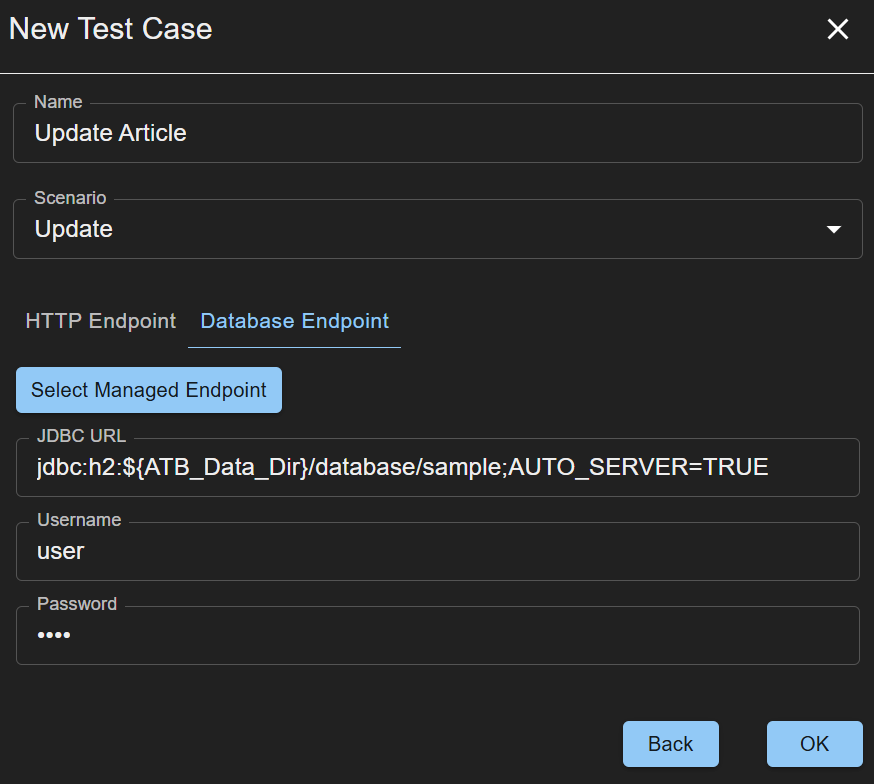 New Test Case
Name
Update Article
Scenario
Update
HTTP Endpoint Database Endpoint
Select Managed Endpoint
JDBC URL
jdbc:h2:${ATB_Data_Dir}/database/sample;AUTO_SERVER=TRUE
Username
user
Password
••••
Back OK